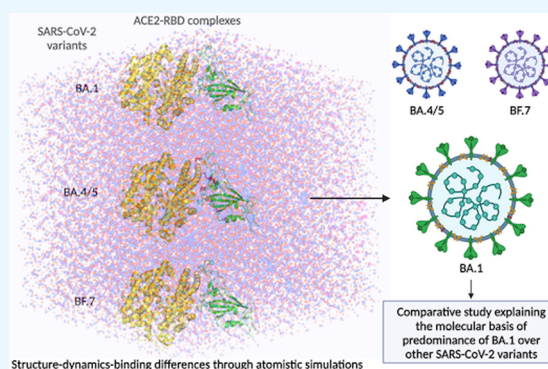 SARS-CoV-2
variants
ACE2-RBD complexes
BA.1
BA.4/5
BF.7
Structure-dynamics-binding differences through atomistic simulations
BA.4/5
BF.7
BA.1
Comparative study explaining
the molecular basis of
predominance of BA.1 over
other SARS-CoV-2 variants